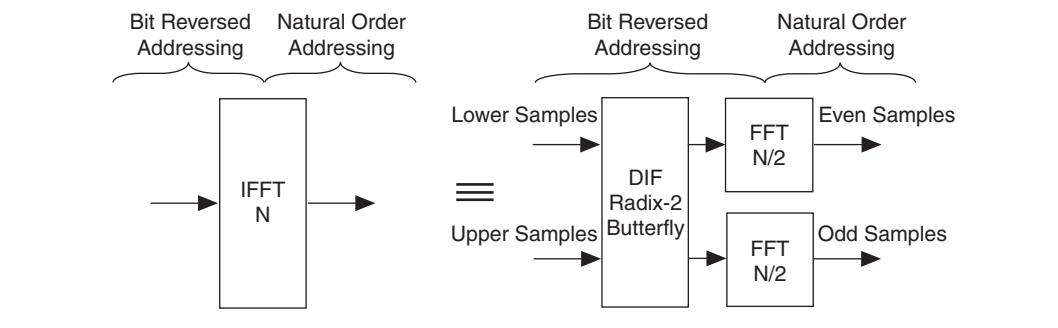 Bit Reversed
Addressing
Natural Order
Addressing
IFFT
N
Bit Reversed
Addressing
Natural Order
Addressing
Lower Samples
Upper Samples
DIF
Radix-2
Butterfly
FFT
N/2
Even Samples
FFT
N/2
Odd Samples